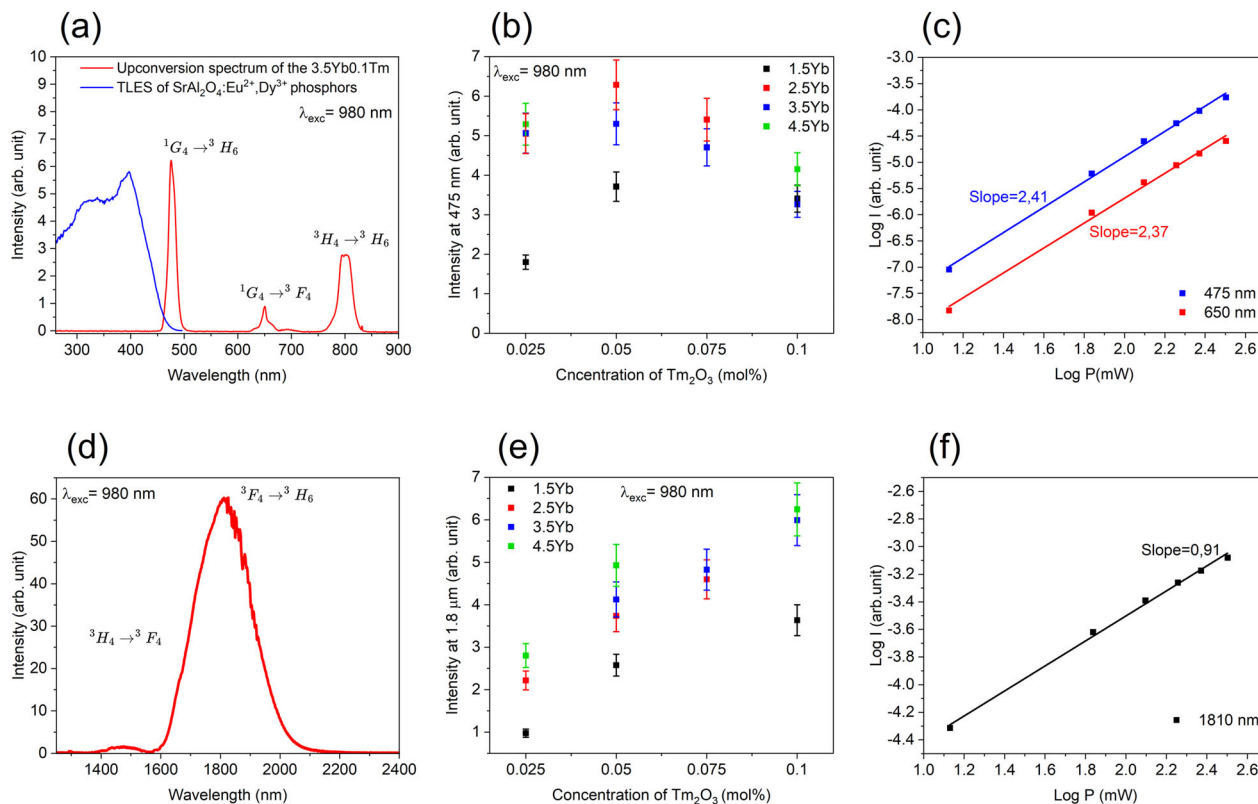 (a)
10
9
8
7
6
5
4
3
2
1
0
Intensity (arb. unit)
Upconversion spectrum of the 3.5Yb0.1Tm
TLES of SrAl₂O₄:Eu²⁺,Dy³⁺ phosphors
λexc= 980 nm
¹G₄→³ H₆
³H₄→³ H₆
¹G₄→³ F₄
300 400 500 600 700 800 900
Wavelength (nm)
(b)
7
6
5
4
3
2
1
0
Intensity at 475 nm (arb. unit.)
λexc= 980 nm
1.5Yb
2.5Yb
3.5Yb
4.5Yb
0.025 0.05 0.075 0.1
Cncentration of Tm₂O₃ (mol%)
(c)
-3.0
-3.5
-4.0
-4.5
-5.0
-5.5
-6.0
-6.5
-7.0
-7.5
-8.0
Log I (arb. unit)
Slope=2,41
Slope=2,37
475 nm
650 nm
1.0 1.2 1.4 1.6 1.8 2.0 2.2 2.4 2.6
Log P(mW)
(d)
60
50
40
30
20
10
0
Intensity (arb. unit)
λexc= 980 nm
³F₄→³ H₆
³H₄→³ F₄
1400 1600 1800 2000 2200 2400
Wavelength (nm)
(e)
7
6
5
4
3
2
1
Intensity at 1.8 μm (arb. unit)
1.5Yb
2.5Yb
3.5Yb
4.5Yb
λexc= 980 nm
0.025 0.05 0.075 0.1
Concentration of Tm₂O₃ (mol%)
(f)
-2.6
-2.8
-3.0
-3.2
-3.4
-3.6
-3.8
-4.0
-4.2
-4.4
Log I (arb.unit)
Slope=0,91
1810 nm
1.0 1.2 1.4 1.6 1.8 2.0 2.2 2.4 2.6
Log P (mW)